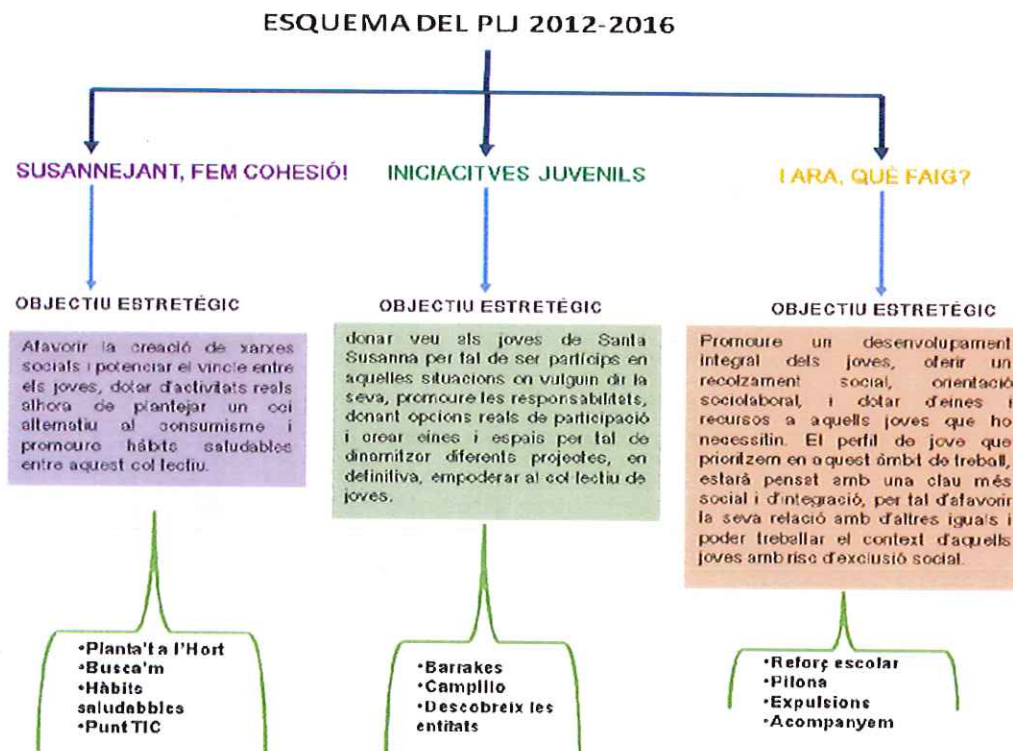 ESQUEMA DEL PLJ 2012-2016
SUSANNEJANT, FEM COHESIÓ!
OBJECTIU ESTRETÉGIC
Afavorir la creació de xarxes
socials i potenciar el vincle entre
els joves, dotar d'activitats reals
alhora de plantejar un oci
alternatiu al consumisme i
promoure hàbits saludables
entre aquest col lectiu.
•Planta't a l'Hort
•Busca'm
•Hàbits
saludabbles
•Punt TIC
INICIACITVES JUVENILS
OBJECTIU ESTRETÉGIC
donar veu als joves de Santa
Susanna per tal de ser partícips en
aquelles situacions on vulguin dir la
seva, promoure les responsabilitats,
donant opcions reals de participació
i crear eines i espais per tal de
dinamitzar diferents projectes, en
definitiva, empoderar al col lectiu de
joves.
•Barrakes
•Campillo
•Descobreix les
entitats
I ARA, QUÈ FAIG?
OBJECTIU ESTRETÉGIC
Promoure un desenvolupament
integral dels joves, oferir un
recolzament social, orientació
sociolaboral, i dotar d'eines i
recursos a aquells joves que ho
necessitin. El perfil de jove que
prioritzem en aquest àmbit de treball,
estarà pensat amb una clau més
social i d'integració, per tal d'afavorir
la seva relació amb d'altres iguals i
poder treballar el context d'aquells
joves amb risc d'exclusió social.
•Reforç escolar
•Pilona
•Expulsions
•Acompanyem